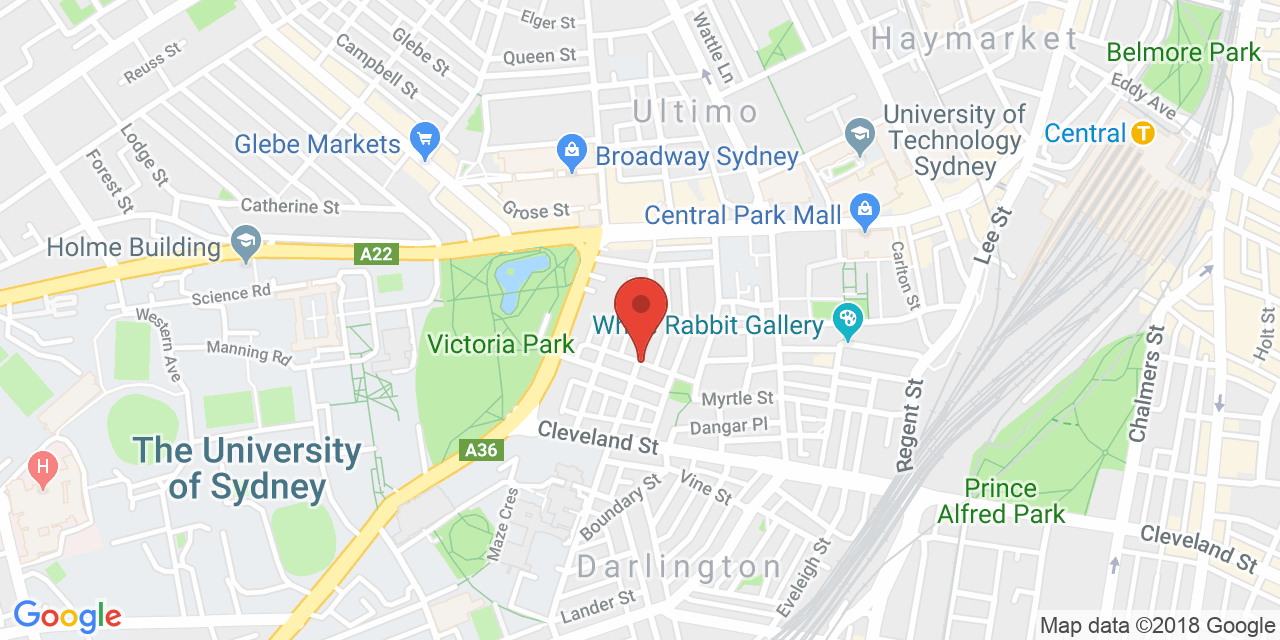 Elger St
Wattle Ln
Haymarket
Glebe St
Queen St
Belmore Park
Reuss St
Campbell St
Eddy Ave
Ultimo
University of
Technology
Sydney
Central
T
Lodge St
Glebe Markets
Broadway Sydney
Forest St
Catherine St
Grose St
Central Park Mall
Lee St
Holme Building
A22
Carlton St
Science Rd
Western Ave
Manning Rd
Victoria Park
Rabbit Gallery
Holt St
Chalmers St
Myrtle St
Dangar Pl
Regent St
Cleveland St
A36
The University
of Sydney
H
Vine St
Prince
Alfred Park
Boundary St
Maze Cres
Cleveland St
Darlington
Eveleigh St
Lander St
Google
Map data ©2018 Google